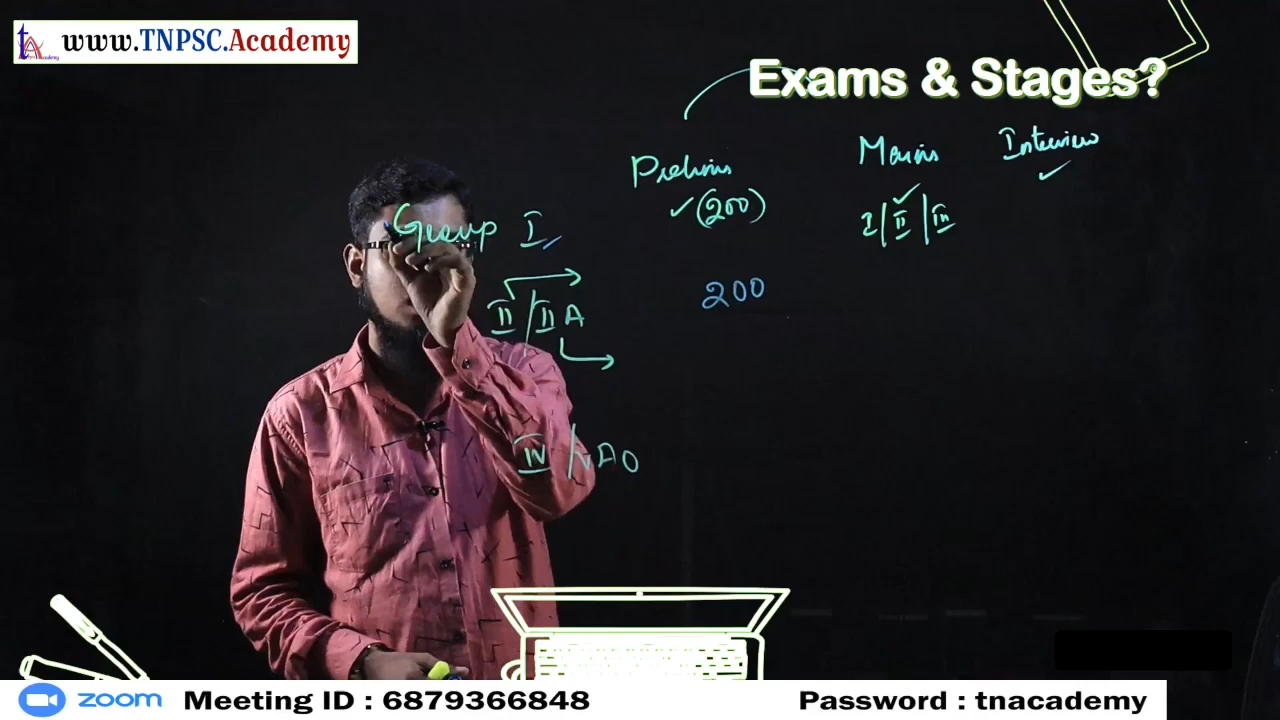 www.TNPSC.Academy
Exams & Stages?
Prelims Mains Interview
✓(200) I/II/III
Group I
II/IIA 200
IV/VAO
zoom Meeting ID : 6879366848 Password : tnacademy